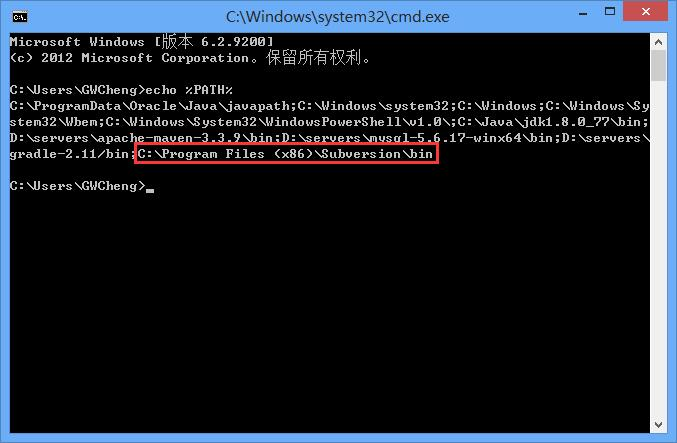 C:\Windows\system32\cmd.exe
Microsoft Windows [版本 6.2.9200]
(c) 2012 Microsoft Corporation。保留所有权利。
C:\Users\GWCheng>echo %PATH%
C:\ProgramData\Oracle\Java\javapath;C:\Windows\system32;C:\Windows;C:\Windows\Sy
stem32\Wbem;C:\Windows\System32\WindowsPowerShell\v1.0\;C:\Java\jdk1.8.0_77\bin;
D:\servers\apache-maven-3.3.9\bin;D:\servers\mysql-5.6.17-winx64\bin;D:\servers\
gradle-2.11/bin;C:\Program Files (x86)\Subversion\bin
C:\Users\GWCheng>